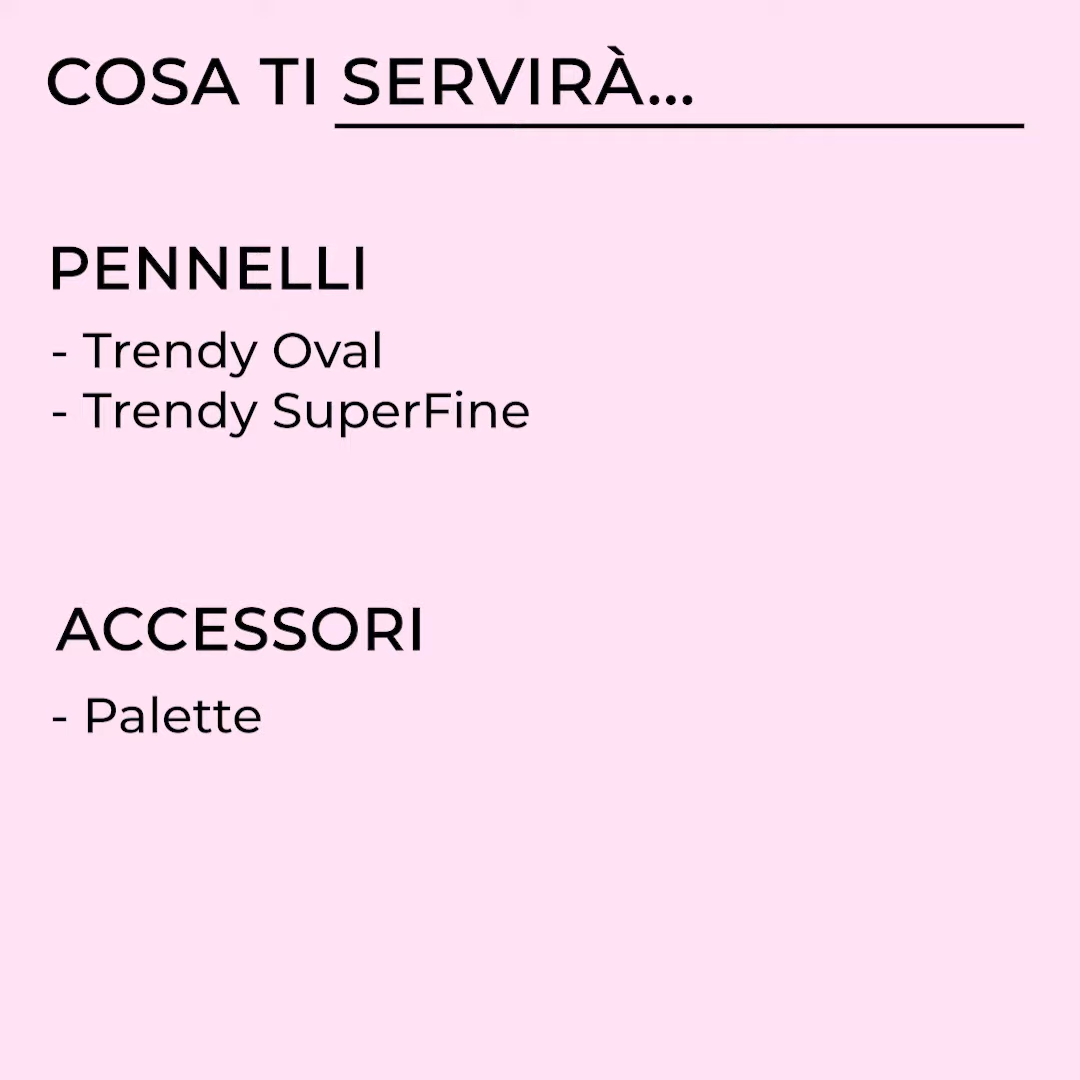 COSA TI SERVIRÀ...
PENNELLI
- Trendy Oval
- Trendy SuperFine
ACCESSORI
- Palette